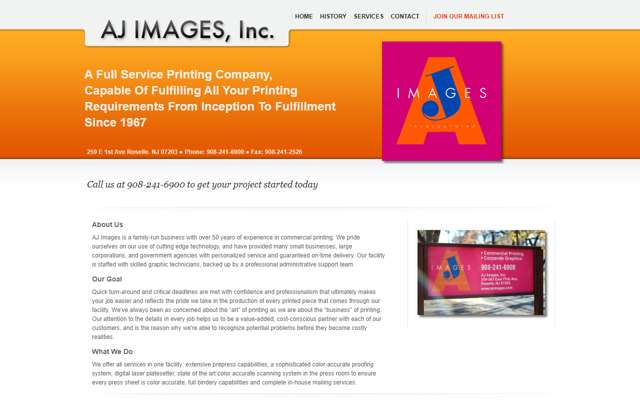 AJ IMAGES, Inc.
HOME HISTORY SERVICES CONTACT JOIN OUR MAILING LIST
A Full Service Printing Company,
Capable Of Fulfilling All Your Printing
Requirements From Inception To Fulfillment
Since 1967
259 E 1st Ave Roselle, NJ 07203 ● Phone: 908-241-6900 ● Fax: 908-241-2526
IMAGES
Call us at 908-241-6900 to get your project started today
About Us
AJ Images is a family-run business with over 50 years of experience in commercial printing. We pride
ourselves on our use of cutting edge technology, and have provided many small businesses, large
corporations, and government agencies with personalized service and guaranteed on-time delivery. Our facility
is staffed with skilled graphic technicians, backed up by a professional administrative support team.
Our Goal
Quick turn-around and critical deadlines are met with confidence and professionalism that ultimately makes
your job easier and reflects the pride we take in the production of every printed piece that comes through our
facility. We've always been as concerned about the "art" of printing as we are about the "business" of printing.
Our attention to the details in every job helps us to be a value-added, cost-conscious partner with each of our
customers, and is the reason why we're able to recognize potential problems before they become costly
realities.
What We Do
We offer all services in one facility: extensive prepress capabilities, a sophisticated color-accurate proofing
system, digital laser platesetter, state of the art color accurate scanning system in the press room to ensure
every press sheet is color accurate, full bindery capabilities and complete in-house mailing services.
IMAGES
• Commercial Printing
• Corporate Graphics
908-241-6900
AJ Images, Inc.
Roselle, NJ 07203